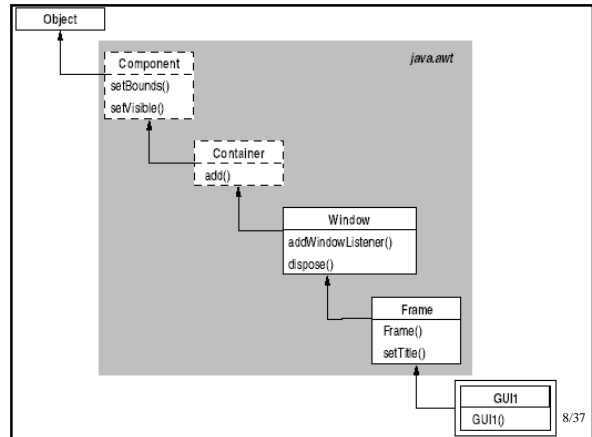 Object
java.awt
Component
setBounds()
setVisible()
Container
add()
Window
addWindowListener()
dispose()
Frame
Frame()
setTitle()
GUI1
GUI1()
8/37